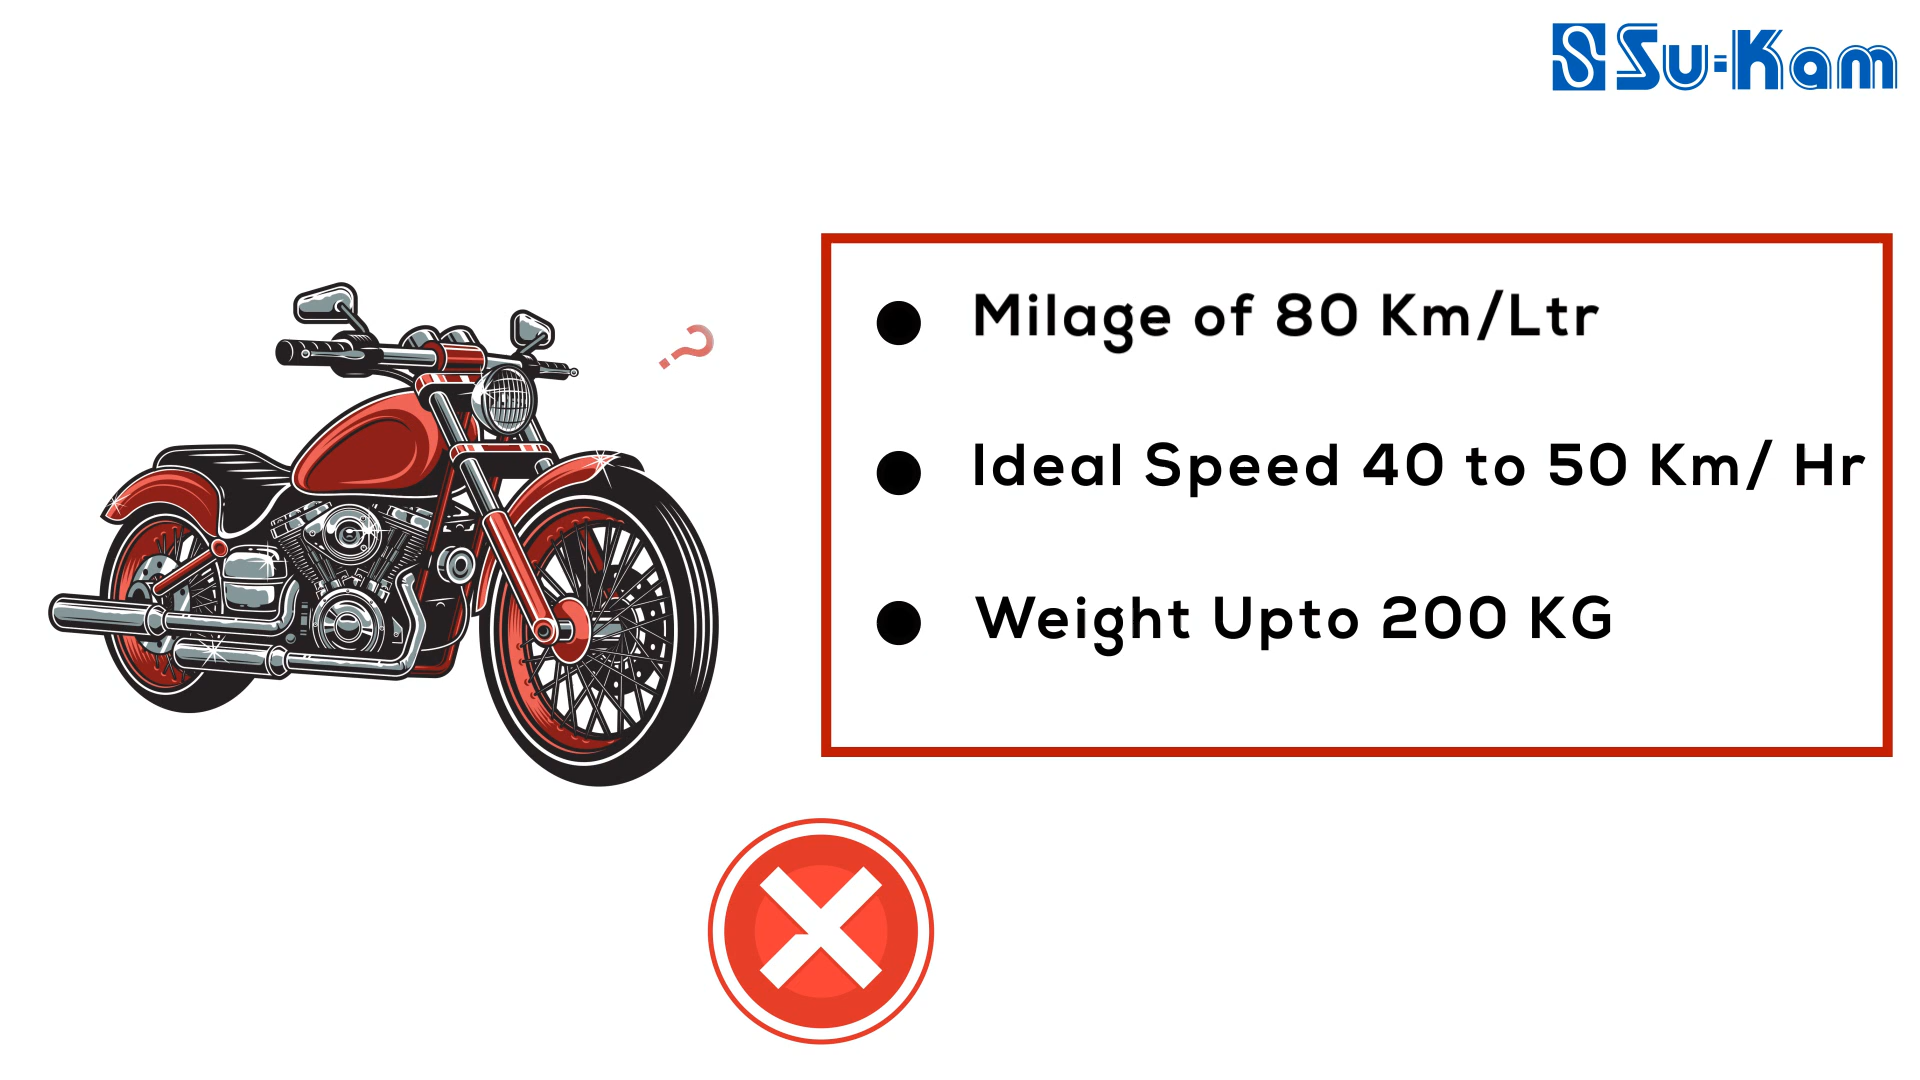 Su-Kam
Milage of 80 Km/Ltr
?
Ideal Speed 40 to 50 Km/ Hr
Weight Upto 200 KG